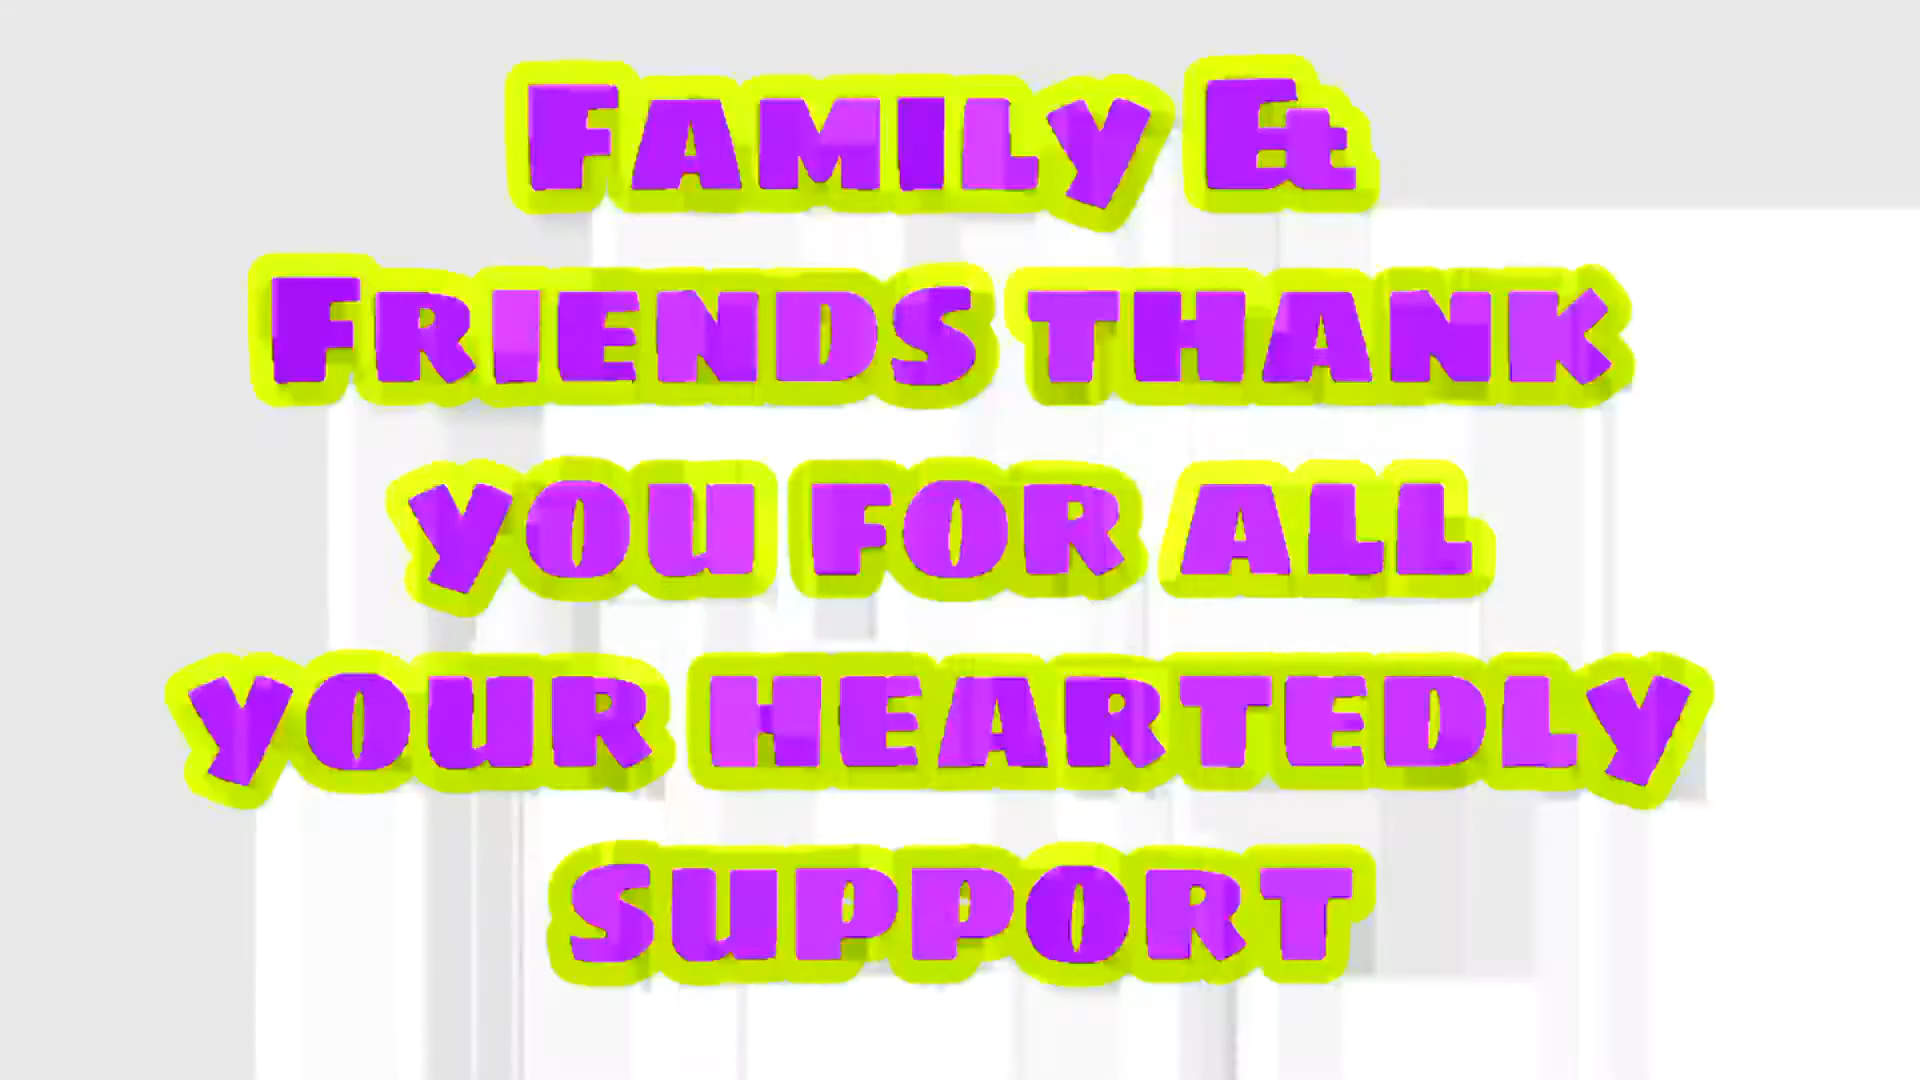 Family &
Friends thank
you for all
your heartedly
support